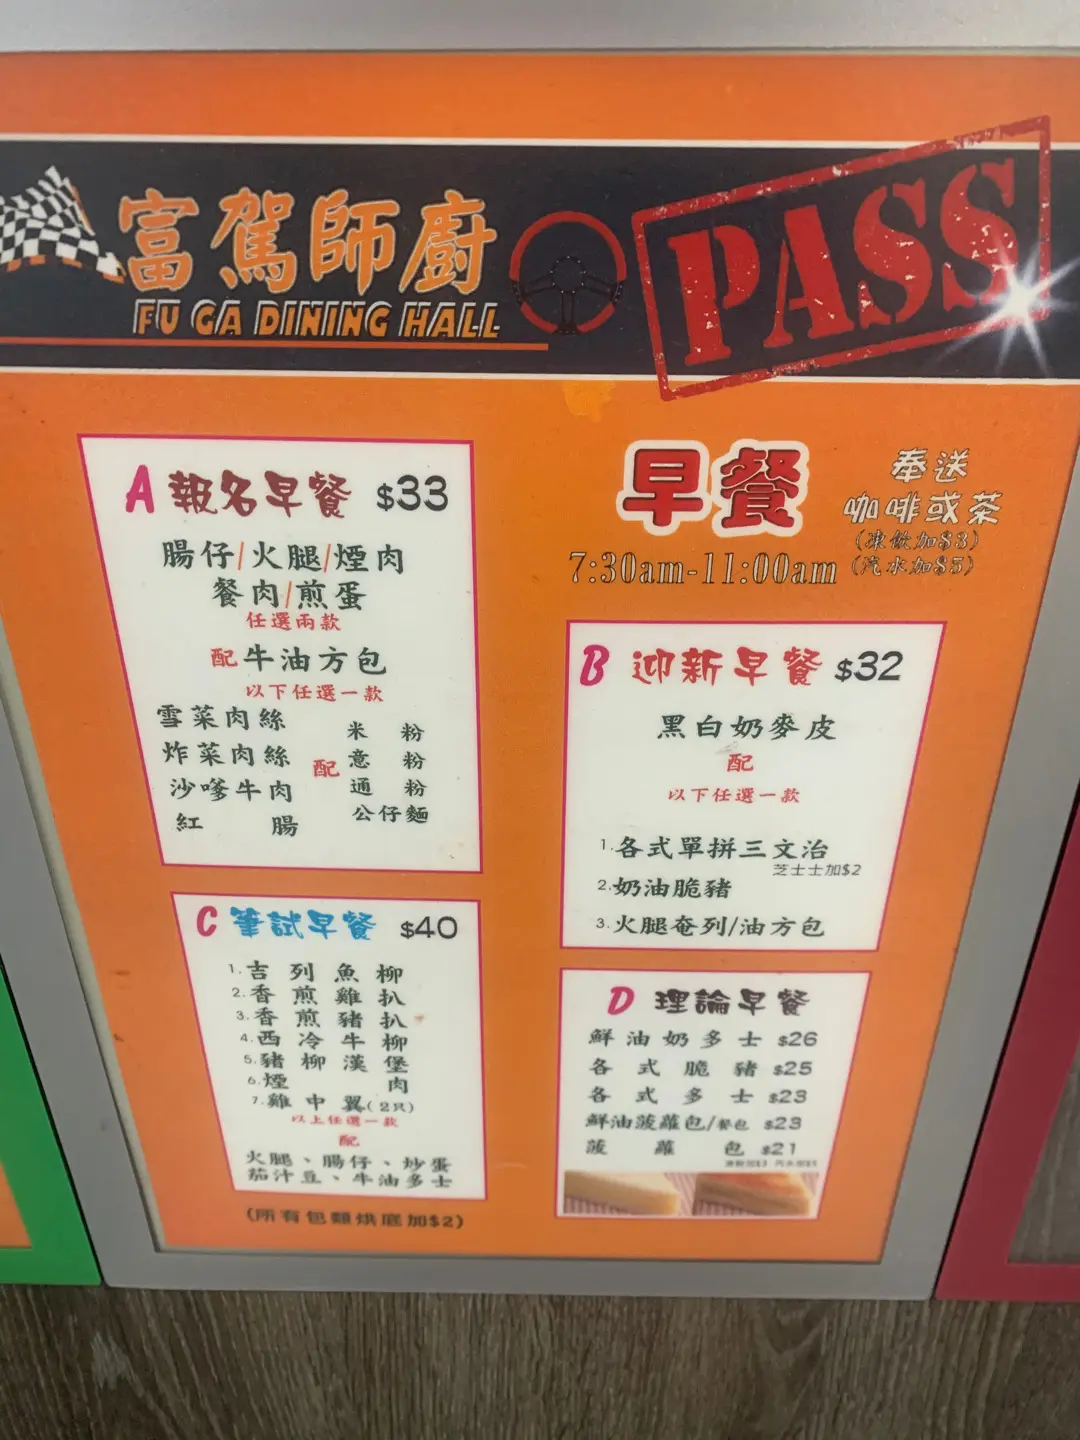 富駕師廚
FU GA DINING HALL
PASS
A 報名早餐 $33
腸仔/火腿/煙肉
餐肉/煎蛋
任選兩款
配牛油方包
以下任選一款
雪菜肉絲
炸菜肉絲
沙嗲牛肉
紅腸
配
米粉
意粉
通粉
公仔麵
早餐
7:30am-11:00am
奉送
咖啡或茶
(凍飲加$3)
(汽水加$5)
B 迎新早餐 $32
黑白奶麥皮
配
以下任選一款
1.各式單拼三文治
芝士士加$2
2.奶油脆豬
3.火腿奄列/油方包
C 筆試早餐 $40
1.吉列魚柳
2.香煎雞扒
3.香煎豬扒
4.西冷牛柳
5.豬柳漢堡
6.煙肉
7.雞中翼(2只)
以上任選一款
配
火腿、腸仔、炒蛋
茄汁豆、牛油多士
(所有包類烘底加$2)
D 理論早餐
鮮油奶多士 $26
各式脆豬 $25
各式多士 $23
鮮油菠蘿包/餐包 $23
菠蘿包 $21
凍飲加$3 汽水加$5